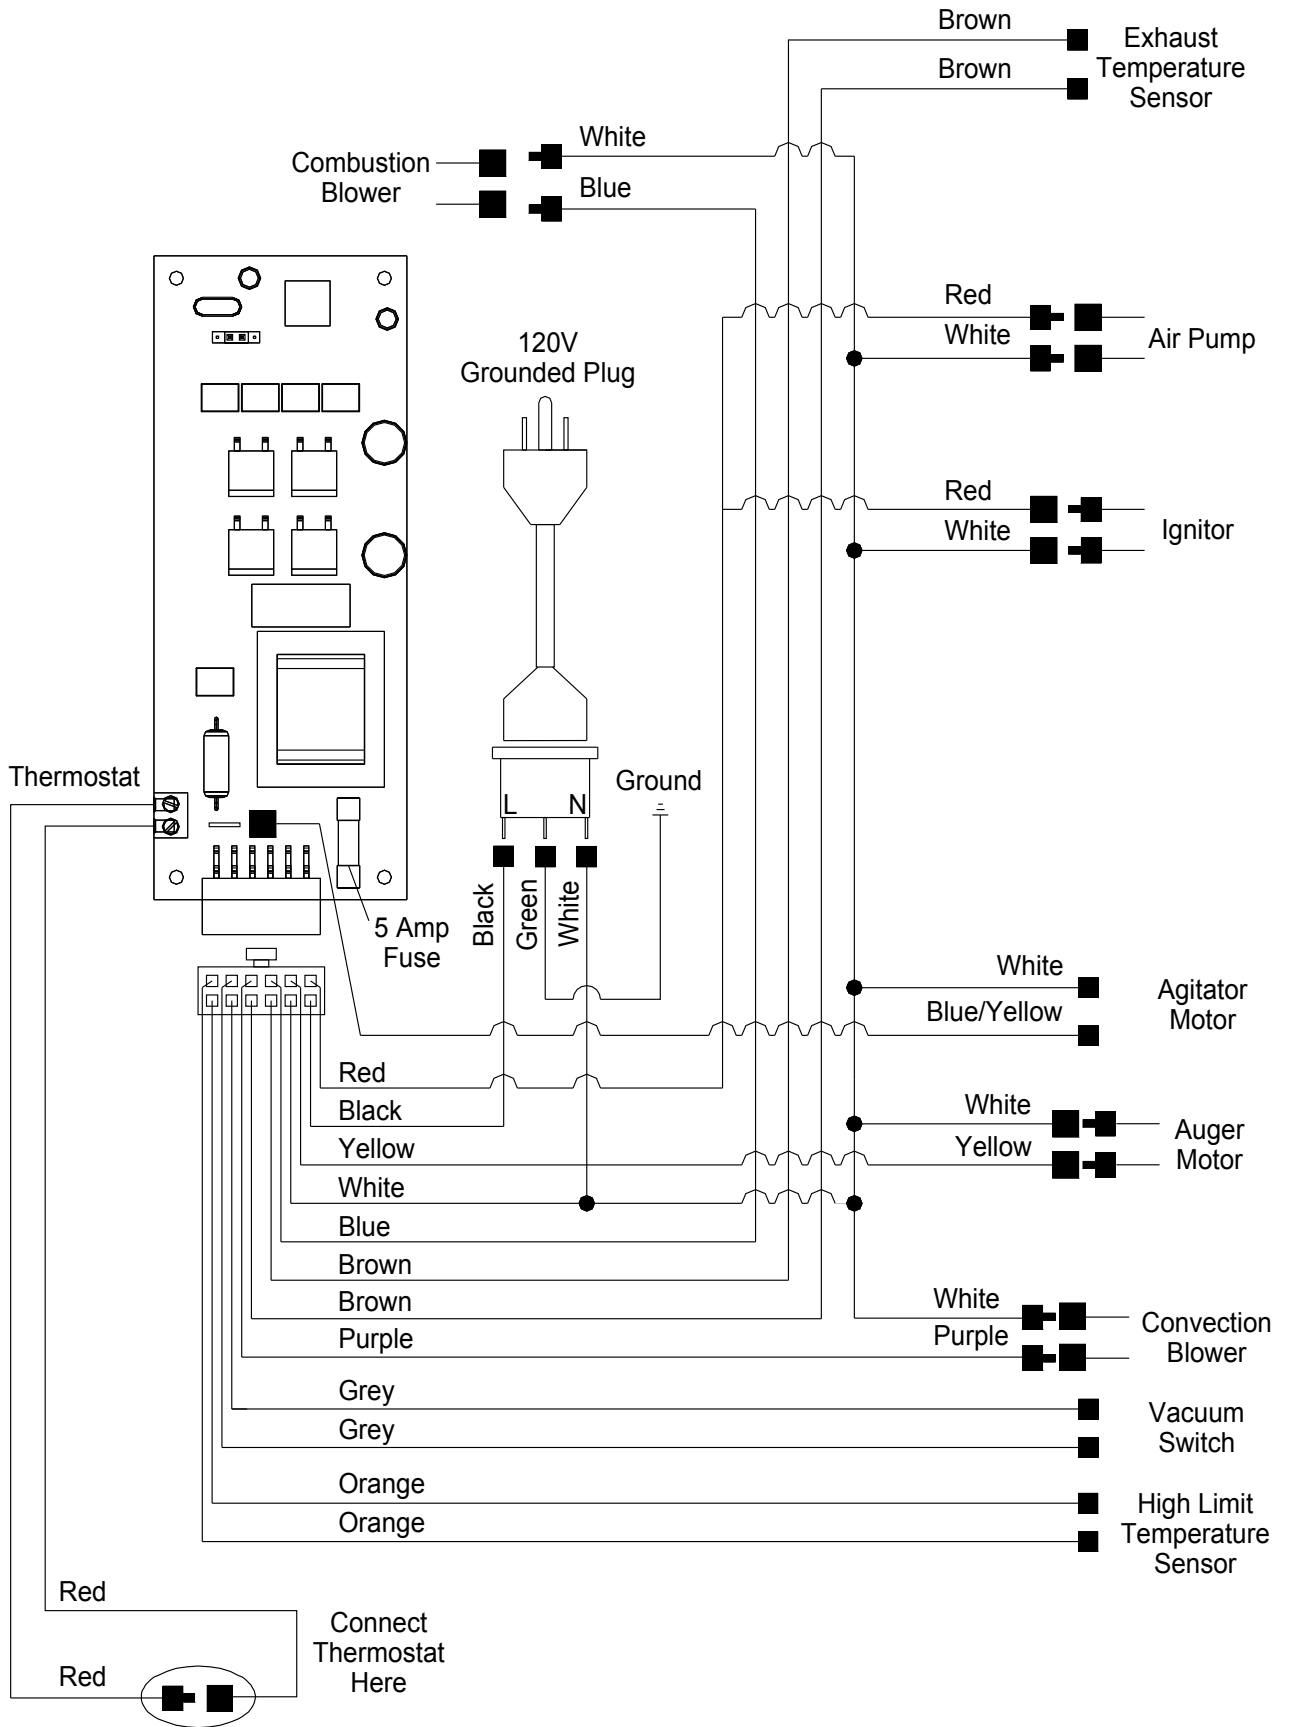 Brown
Exhaust
Temperature
Sensor
Brown
White
Combustion
Blower
Blue
Red
Air Pump
White
120V
Grounded Plug
Red
Ignitor
White
Thermostat
L
N
Ground
Black
Green
White
5 Amp
Fuse
White
Agitator
Motor
Blue/Yellow
Red
Black
White
Auger
Motor
Yellow
Yellow
White
Blue
Brown
Brown
White
Convection
Blower
Purple
Purple
Grey
Vacuum
Switch
Grey
Orange
High Limit
Temperature
Sensor
Orange
Red
Connect
Thermostat
Here
Red